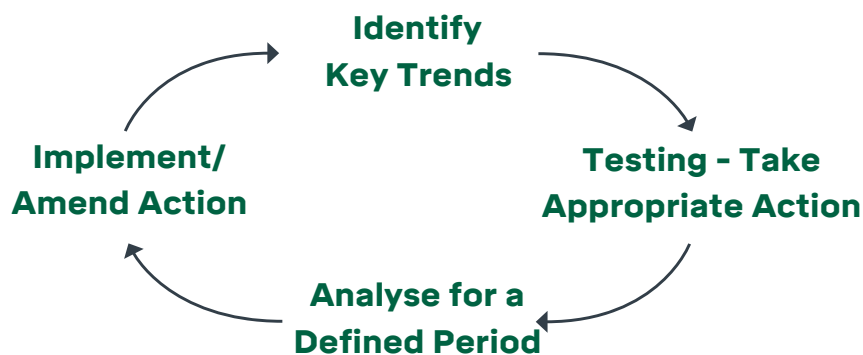 Identify
Key Trends
Testing - Take
Appropriate Action
Analyse for a
Defined Period
Implement/
Amend Action